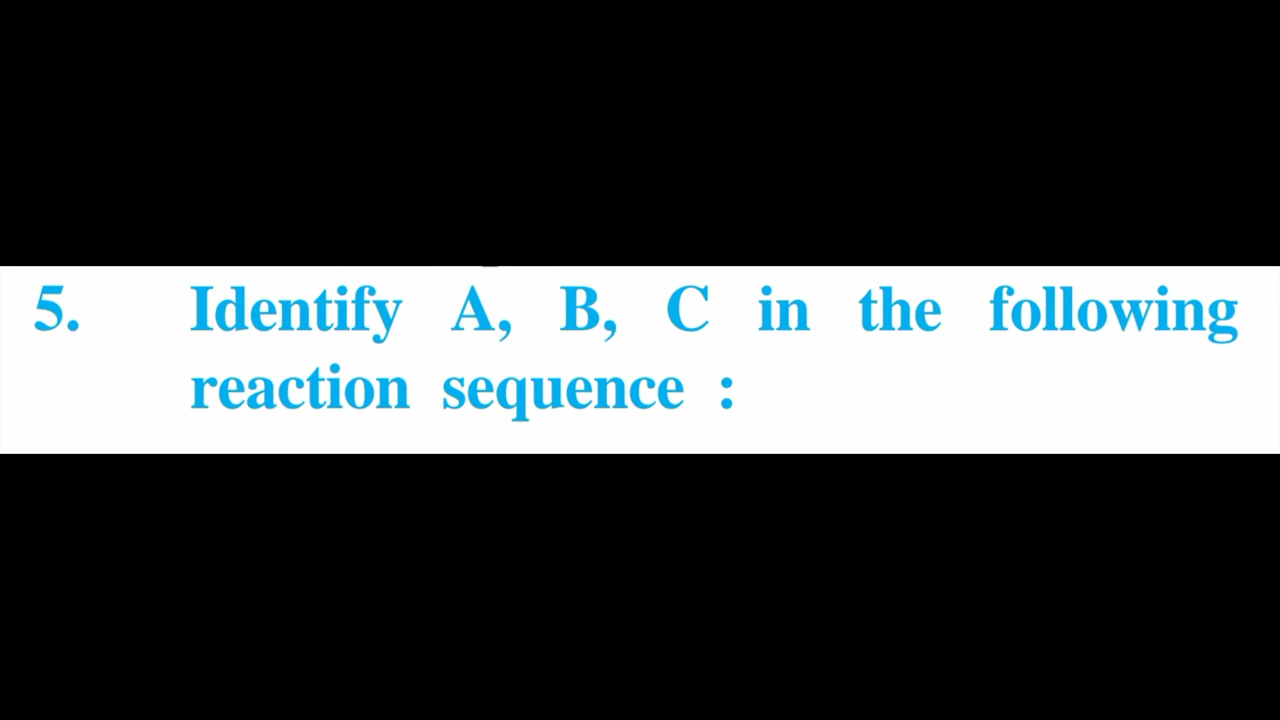 5. Identify A, B, C in the following
reaction sequence :